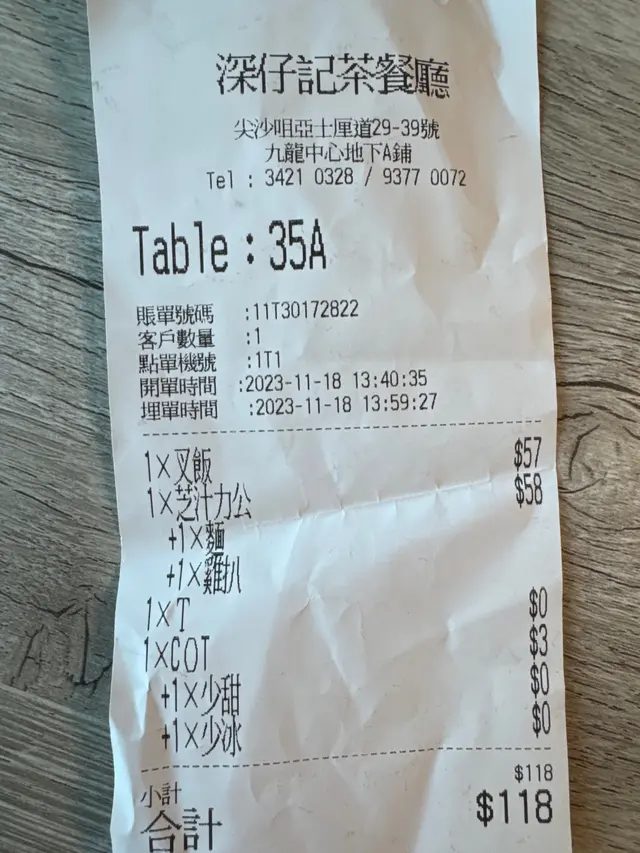 深仔記茶餐廳
尖沙咀亞士厘道29-39號
九龍中心地下A鋪
Tel : 3421 0328 / 9377 0072
Table : 35A
賬單號碼 :11T30172822
客戶數量 :1
點單機號 :1T1
開單時間 :2023-11-18 13:40:35
埋單時間 :2023-11-18 13:59:27
1×叉飯 $57
1×芝汁力公 $58
+1×麵
+1×雞扒
1×T $0
1×COT $3
+1×少甜 $0
+1×少冰 $0
小計 $118
合計 $118